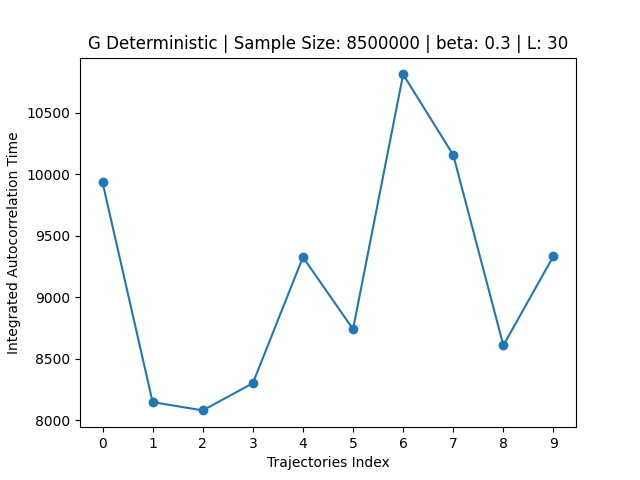 G Deterministic | Sample Size: 8500000 | beta: 0.3 | L: 30
Integrated Autocorrelation Time
10500
10000
9500
9000
8500
8000
0 1 2 3 4 5 6 7 8 9
Trajectories Index